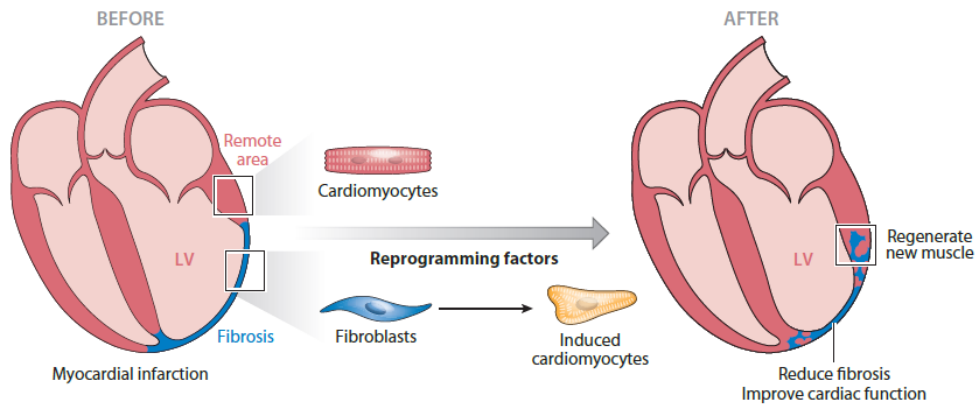 BEFORE
AFTER
Remote
area
Cardiomyocytes
LV
Reprogramming factors
Fibrosis
Fibroblasts
Induced
cardiomyocytes
Myocardial infarction
LV
Regenerate
new muscle
Reduce fibrosis
Improve cardiac function